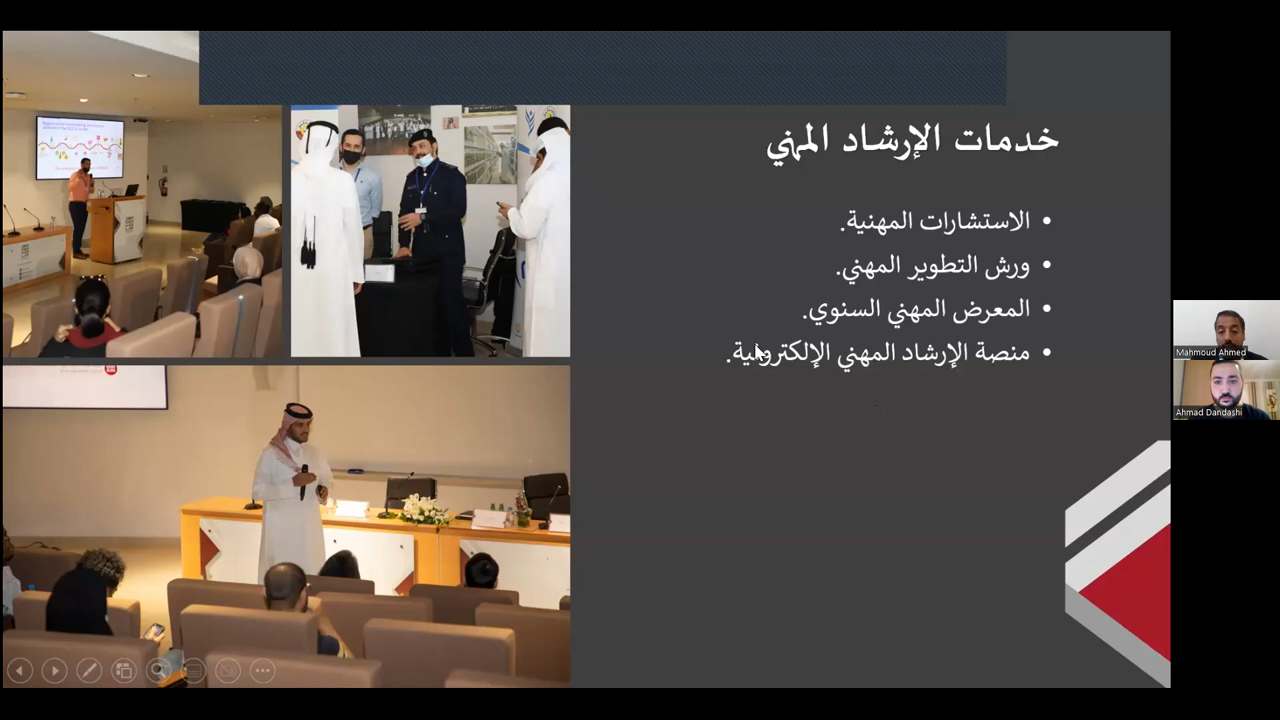 خدمات الإرشاد المهني
• الاستشارات المهنية.
• ورش التطوير المهني.
• المعرض المهني السنوي.
• منصة الإرشاد المهني الإلكترونية.
Mahmoud Ahmed
Ahmad Dandashi